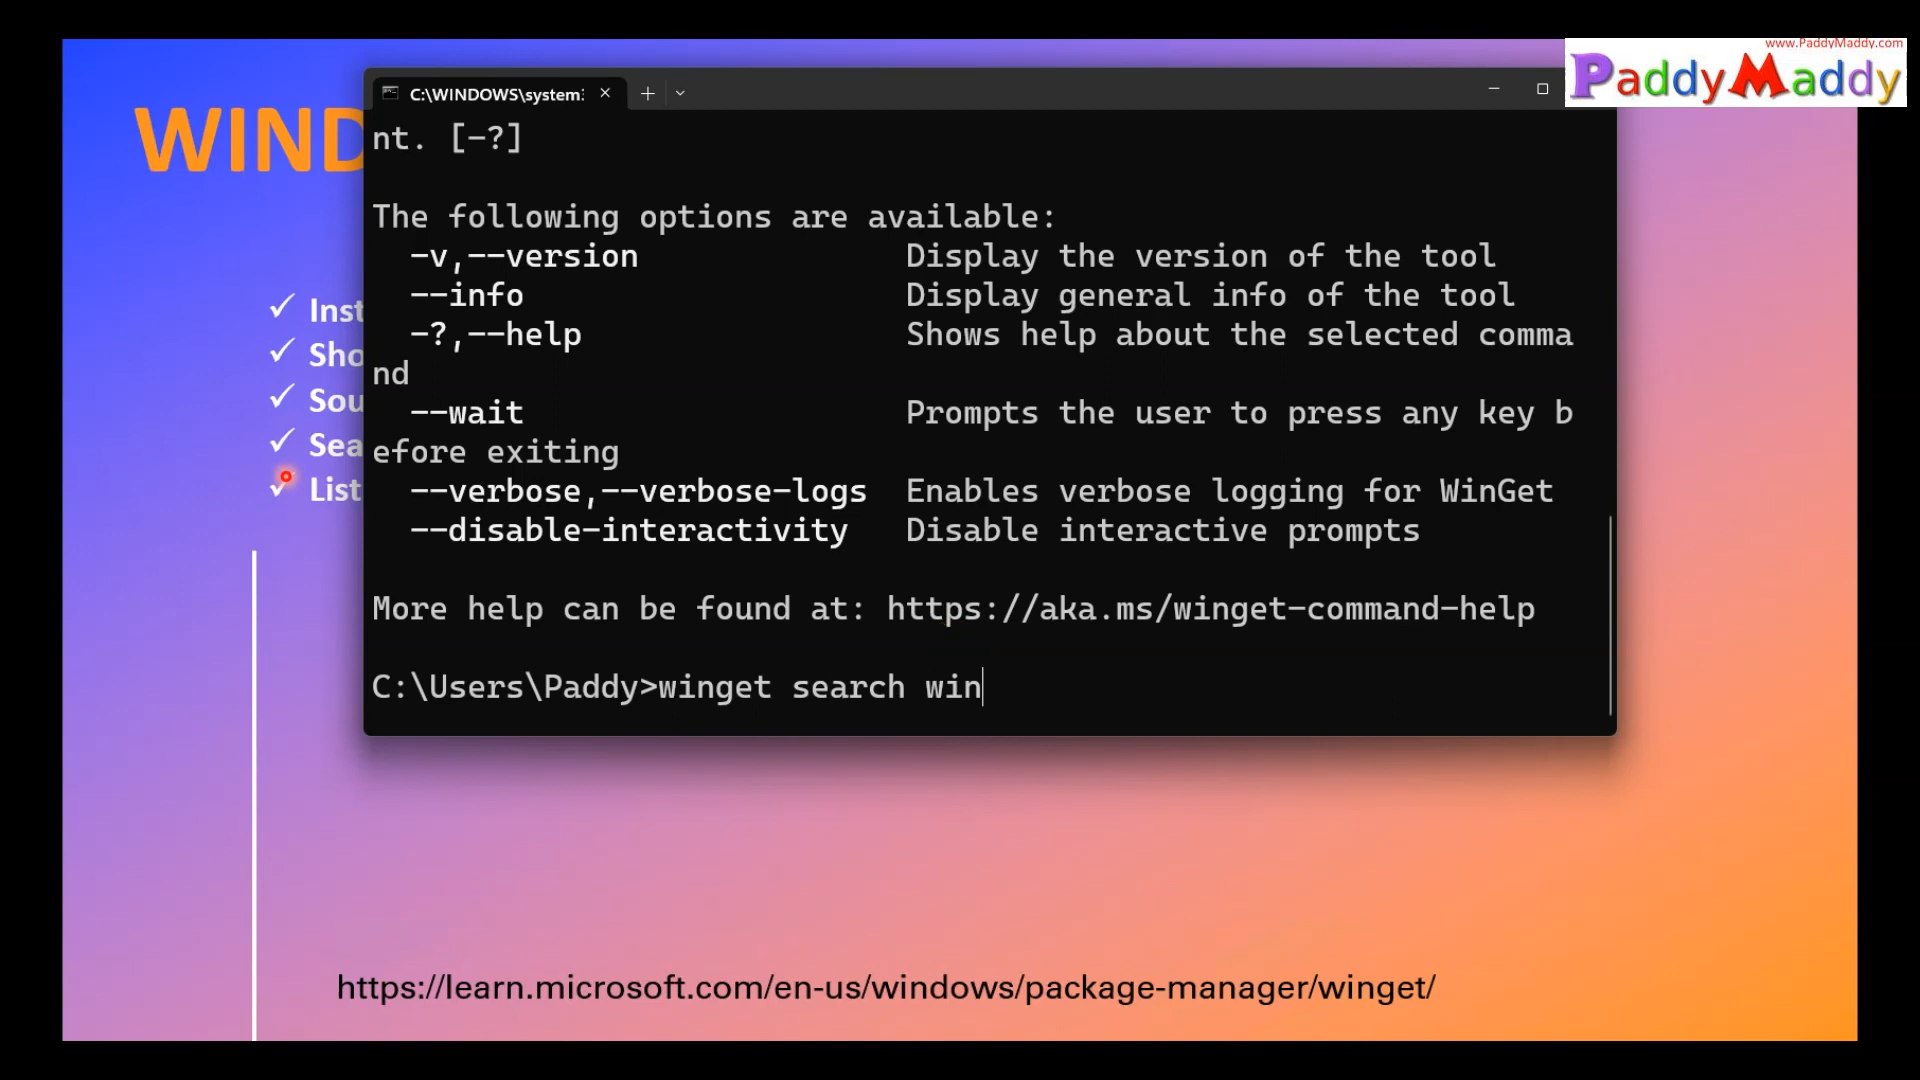 www.PaddyMaddy.com
PaddyMaddy
WIND
C:\WINDOWS\system3
nt. [-?]
The following options are available:
-v,--version Display the version of the tool
--info Display general info of the tool
-?,--help Shows help about the selected comma
nd
--wait Prompts the user to press any key b
efore exiting
--verbose,--verbose-logs Enables verbose logging for WinGet
--disable-interactivity Disable interactive prompts
More help can be found at: https://aka.ms/winget-command-help
C:\Users\Paddy>winget search win
✓ Inst
✓ Sho
✓ Sou
✓ Sea
✓ List
https://learn.microsoft.com/en-us/windows/package-manager/winget/